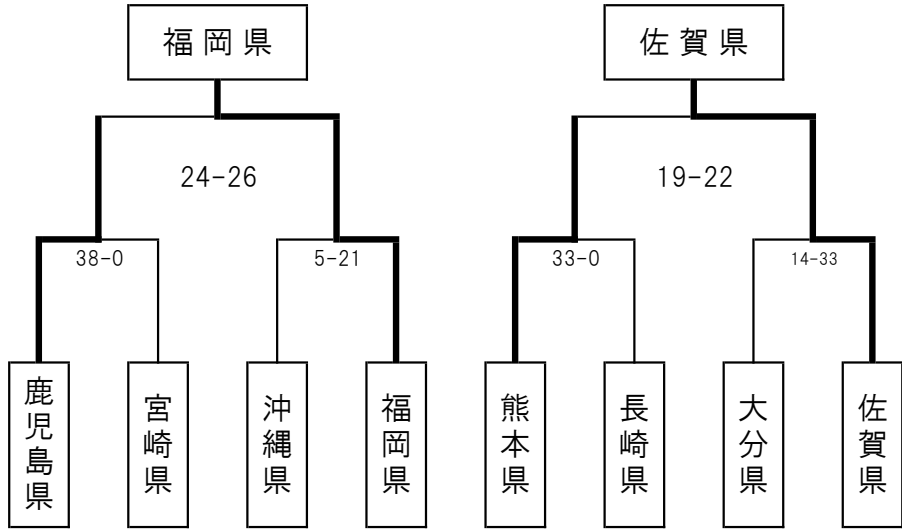 福岡県
佐賀県
24-26
19-22
38-0
5-21
33-0
14-33
鹿児島県
宮崎県
沖縄県
福岡県
熊本県
長崎県
大分県
佐賀県